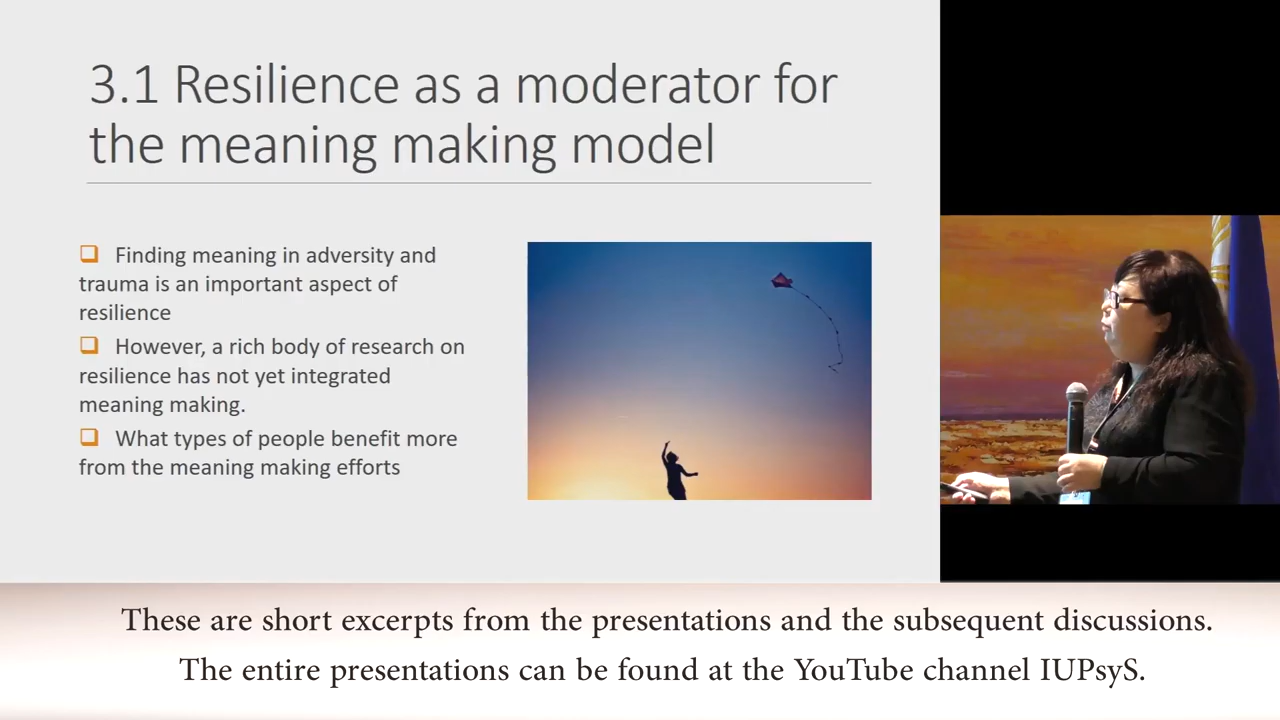 3.1 Resilience as a moderator for
the meaning making model
❑ Finding meaning in adversity and
trauma is an important aspect of
resilience
❑ However, a rich body of research on
resilience has not yet integrated
meaning making.
❑ What types of people benefit more
from the meaning making efforts
These are short excerpts from the presentations and the subsequent discussions.
The entire presentations can be found at the YouTube channel IUPsyS.